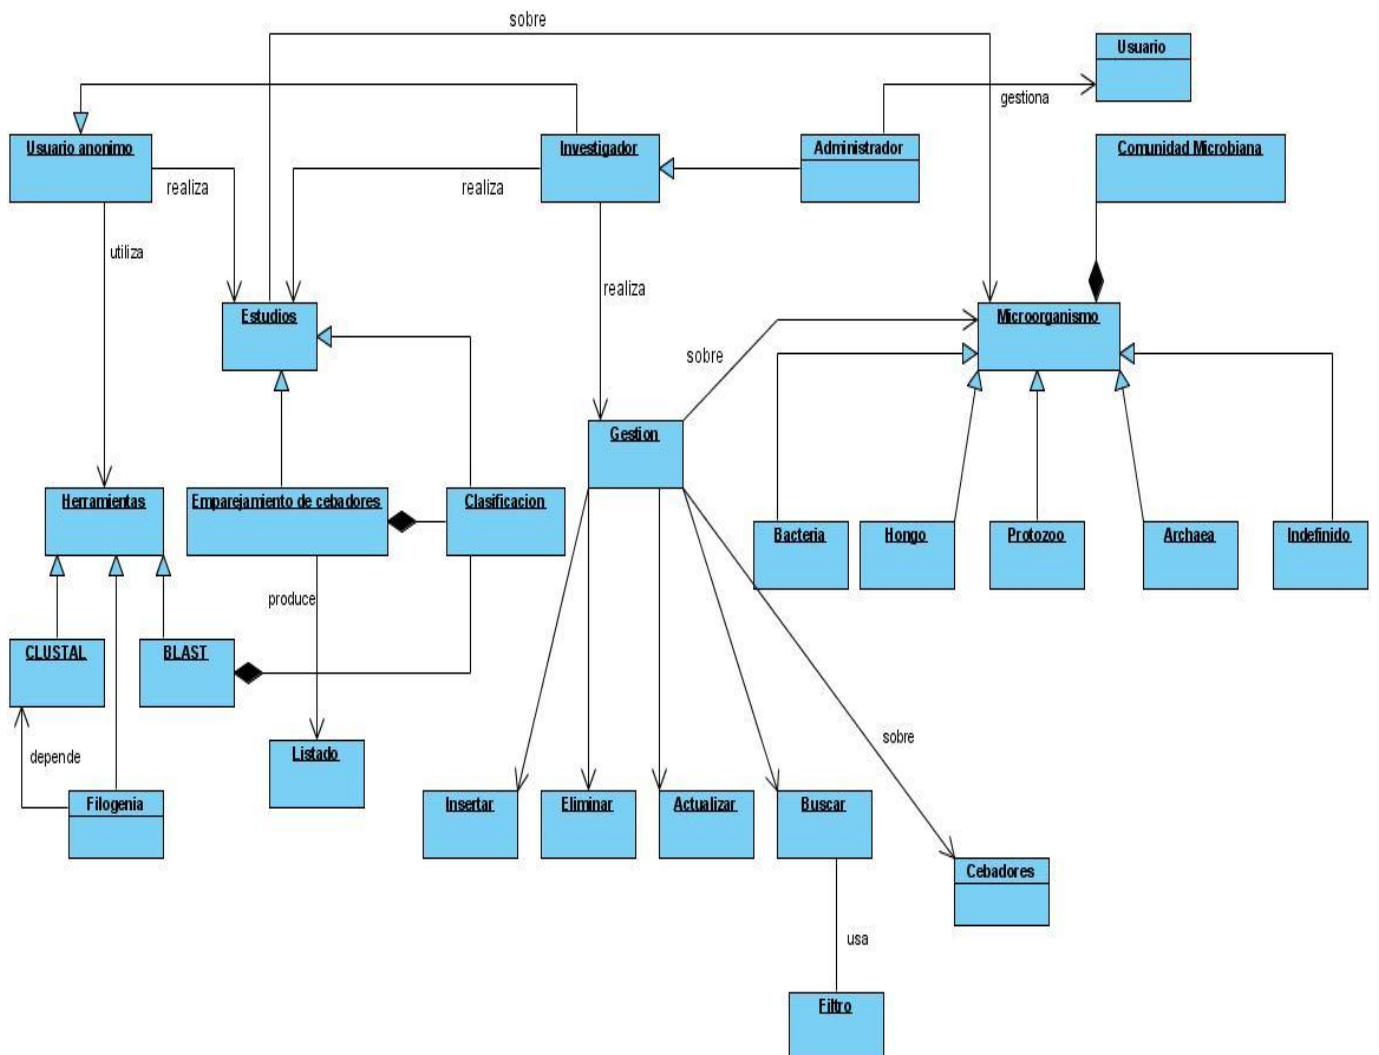 sobre
Usuario
gestiona
Usuario anonimo
Investigador
Administrador
Comunidad Microbiana
realiza
realiza
utiliza
realiza
Estudios
Microorganismo
sobre
Gestion
Herramientas
Emparejamiento de cebadores
Clasificacion
Bacteria
Hongo
Protozoo
Archaea
Indefinido
produce
CLUSTAL
BLAST
depende
Listado
sobre
Filogenia
Insertar
Eliminar
Actualizar
Buscar
Cebadores
usa
Filtro